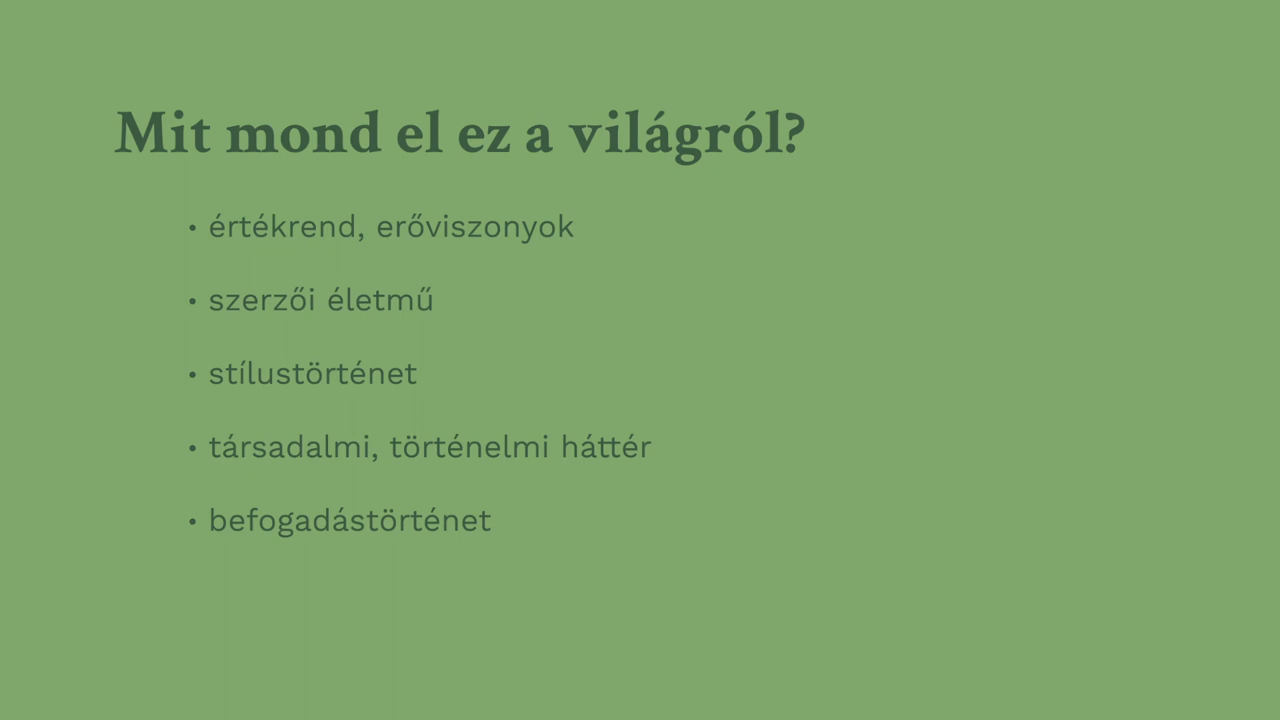 Mit mond el ez a világról?
• értékrend, erőviszonyok
• szerzői életmű
• stílustörténet
• társadalmi, történelmi háttér
• befogadástörténet